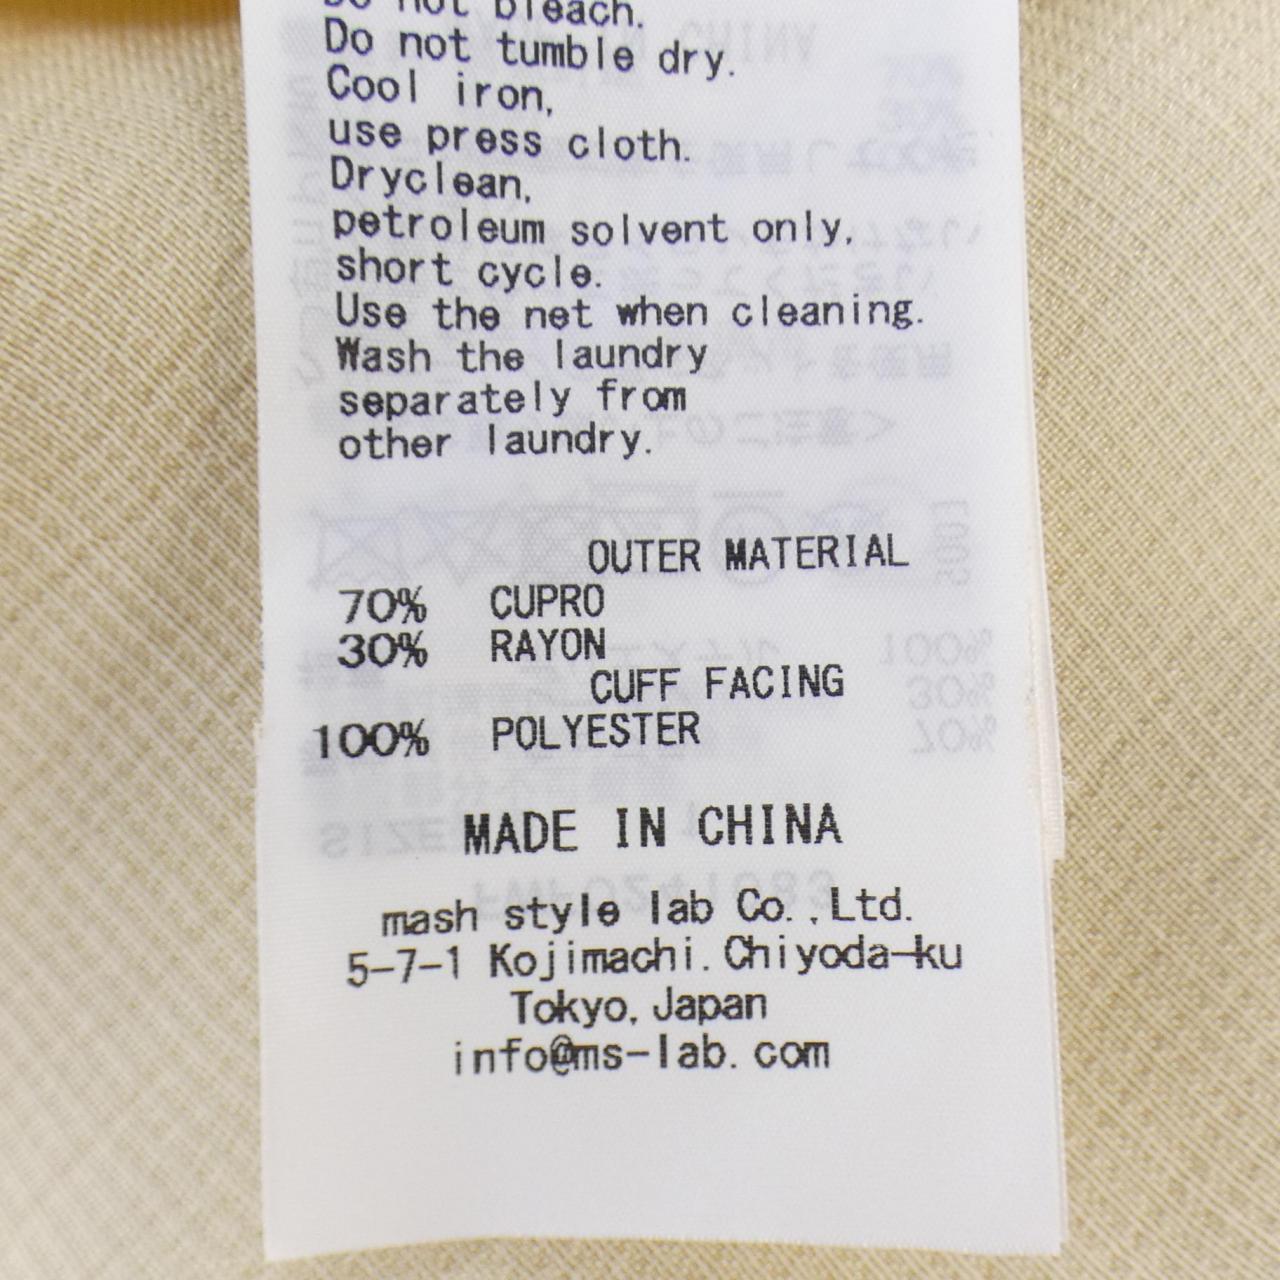 Do not bleach.
Do not tumble dry.
Cool iron,
use press cloth.
Dryclean,
petroleum solvent only,
short cycle.
Use the net when cleaning.
Wash the laundry
separately from
other laundry.
OUTER MATERIAL
70% CUPRO
30% RAYON
CUFF FACING
100% POLYESTER
MADE IN CHINA
mash style lab Co.,Ltd.
5-7-1 Kojimachi.Chiyoda-ku
Tokyo, Japan
info@ms-lab.com